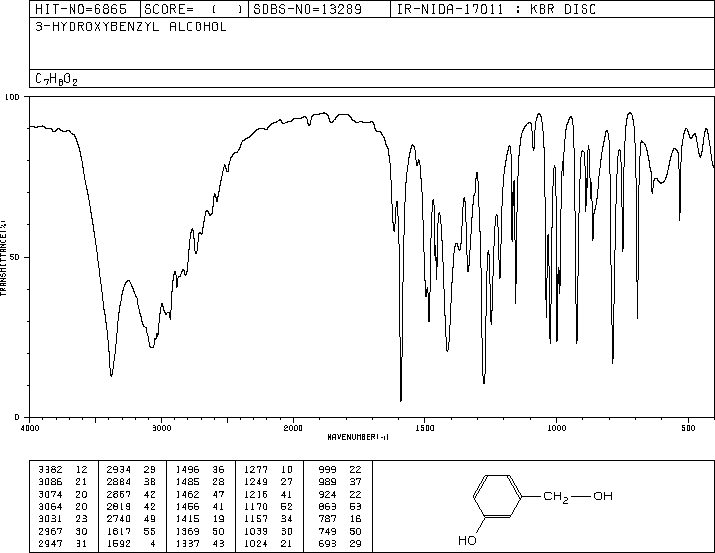 HIT-NO=6865 SCORE= ( ) SDBS-NO=13289 IR-NIDA-17011 : KBR DISC
3-HYDROXYBENZYL ALCOHOL
C7H8O2
100
50
0
TRANSMITTANCE(%)
4000 3000 2000 1500 1000 500
WAVENUMBER(-1)
3382 12 2934 29 1496 36 1277 10 999 22
3086 21 2884 38 1485 28 1249 27 989 37
3074 20 2867 42 1462 47 1216 41 924 22
3064 20 2819 42 1456 41 1170 52 863 53
3031 23 2740 49 1415 19 1157 34 787 16
2967 30 1617 55 1369 50 1039 30 749 50
2947 31 1592 4 1337 43 1024 21 693 29
CH2 OH
HO